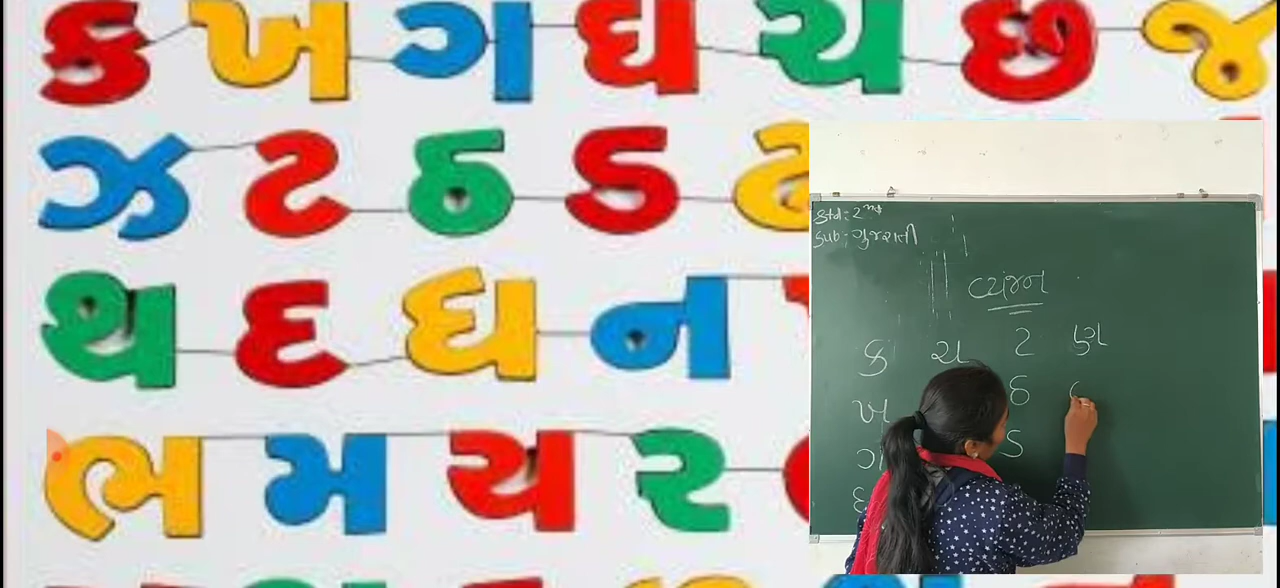 ક ખ ગ ઘ ચ છ જ
ઝ ટ ઠ ડ ઢ
થ દ ધ ન
ભ મ ય ર
Std: 2nd
Sub: ગુજરાતી
વ્યંજન
ક ચ ટ ણ
ખ ઠ
ગ ડ
ઘ